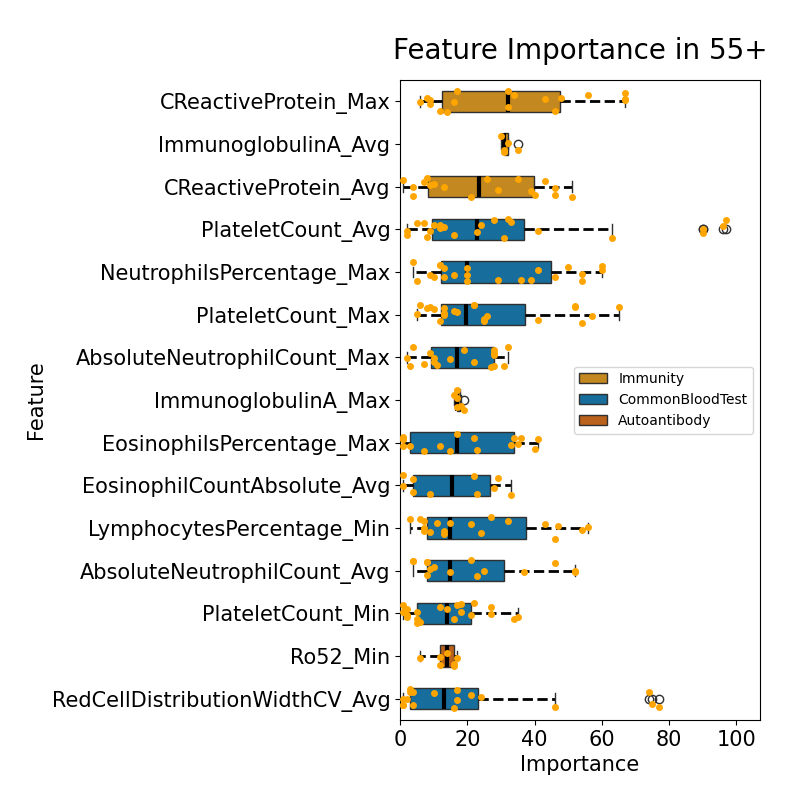 Feature Importance in 55+
CReactiveProtein_Max
ImmunoglobulinA_Avg
CReactiveProtein_Avg
PlateletCount_Avg
NeutrophilsPercentage_Max
PlateletCount_Max
AbsoluteNeutrophilCount_Max
ImmunoglobulinA_Max
EosinophilsPercentage_Max
EosinophilCountAbsolute_Avg
LymphocytesPercentage_Min
AbsoluteNeutrophilCount_Avg
PlateletCount_Min
Ro52_Min
RedCellDistributionWidthCV_Avg
Feature
Immunity
CommonBloodTest
Autoantibody
0 20 40 60 80 100
Importance